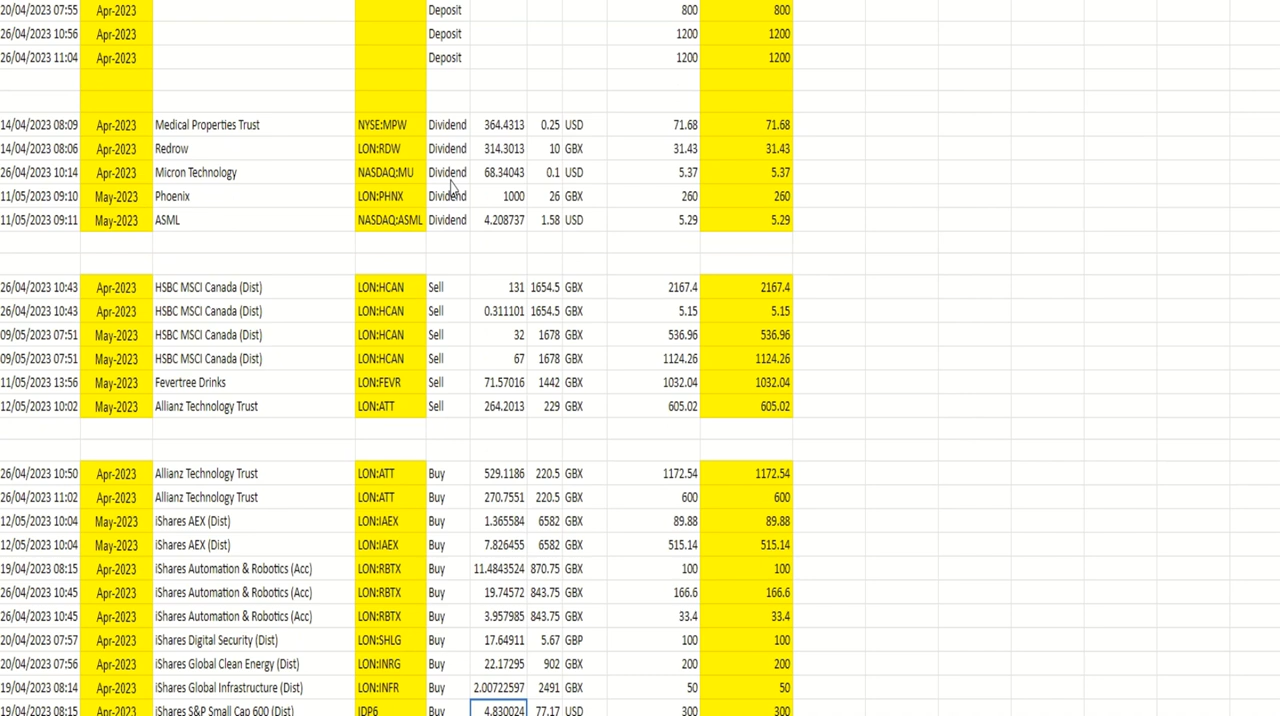 20/04/2023 07:55 Apr-2023 Deposit 800 800
26/04/2023 10:56 Apr-2023 Deposit 1200 1200
26/04/2023 11:04 Apr-2023 Deposit 1200 1200
14/04/2023 08:09 Apr-2023 Medical Properties Trust NYSE:MPW Dividend 364.4313 0.25 USD 71.68 71.68
14/04/2023 08:06 Apr-2023 Redrow LON:RDW Dividend 314.3013 10 GBX 31.43 31.43
26/04/2023 10:14 Apr-2023 Micron Technology NASDAQ:MU Dividend 68.34043 0.1 USD 5.37 5.37
11/05/2023 09:10 May-2023 Phoenix LON:PHNX Dividend 1000 26 GBX 260 260
11/05/2023 09:11 May-2023 ASML NASDAQ:ASML Dividend 4.208737 1.58 USD 5.29 5.29
26/04/2023 10:43 Apr-2023 HSBC MSCI Canada (Dist) LON:HCAN Sell 131 1654.5 GBX 2167.4 2167.4
26/04/2023 10:43 Apr-2023 HSBC MSCI Canada (Dist) LON:HCAN Sell 0.311101 1654.5 GBX 5.15 5.15
09/05/2023 07:51 May-2023 HSBC MSCI Canada (Dist) LON:HCAN Sell 32 1678 GBX 536.96 536.96
09/05/2023 07:51 May-2023 HSBC MSCI Canada (Dist) LON:HCAN Sell 67 1678 GBX 1124.26 1124.26
11/05/2023 13:56 May-2023 Fevertree Drinks LON:FEVR Sell 71.57016 1442 GBX 1032.04 1032.04
12/05/2023 10:02 May-2023 Allianz Technology Trust LON:ATT Sell 264.2013 229 GBX 605.02 605.02
26/04/2023 10:50 Apr-2023 Allianz Technology Trust LON:ATT Buy 529.1186 220.5 GBX 1172.54 1172.54
26/04/2023 11:02 Apr-2023 Allianz Technology Trust LON:ATT Buy 270.7551 220.5 GBX 600 600
12/05/2023 10:04 May-2023 iShares AEX (Dist) LON:IAEX Buy 1.365584 6582 GBX 89.88 89.88
12/05/2023 10:04 May-2023 iShares AEX (Dist) LON:IAEX Buy 7.826455 6582 GBX 515.14 515.14
19/04/2023 08:15 Apr-2023 iShares Automation & Robotics (Acc) LON:RBTX Buy 11.4843524 870.75 GBX 100 100
26/04/2023 10:45 Apr-2023 iShares Automation & Robotics (Acc) LON:RBTX Buy 19.74572 843.75 GBX 166.6 166.6
26/04/2023 10:45 Apr-2023 iShares Automation & Robotics (Acc) LON:RBTX Buy 3.957985 843.75 GBX 33.4 33.4
20/04/2023 07:57 Apr-2023 iShares Digital Security (Dist) LON:SHLG Buy 17.64911 5.67 GBP 100 100
20/04/2023 07:56 Apr-2023 iShares Global Clean Energy (Dist) LON:INRG Buy 22.17295 902 GBX 200 200
19/04/2023 08:14 Apr-2023 iShares Global Infrastructure (Dist) LON:INFR Buy 2.00722597 2491 GBX 50 50
19/04/2023 08:15 Apr-2023 iShares S&P Small Cap 600 (Dist) IDP6 Buy 4.830024 77.17 USD 300 300